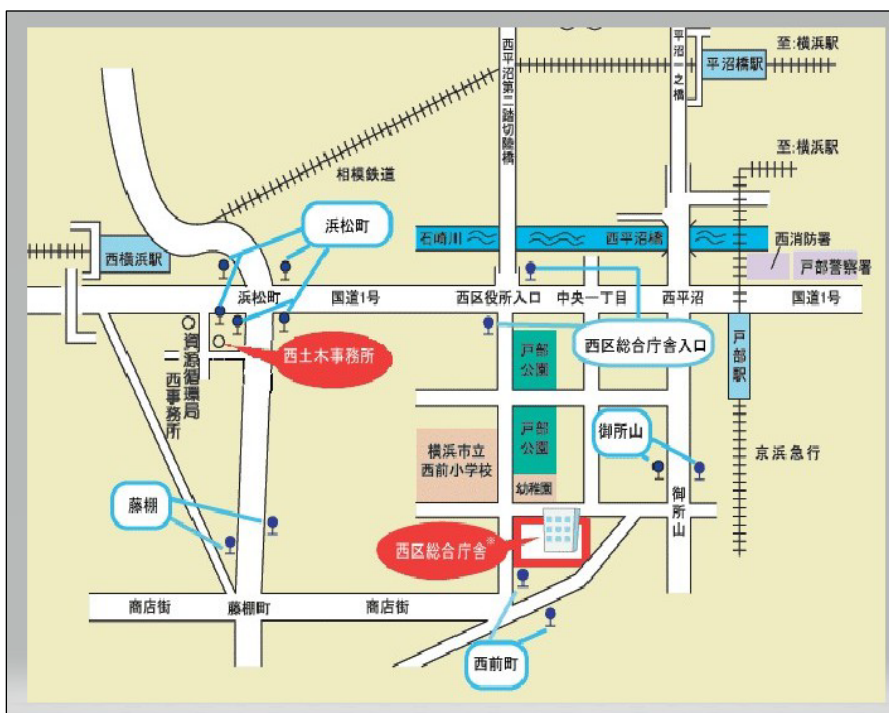 至:横浜駅
西平沼第二踏切陸橋
平沼一之橋
平沼橋駅
至:横浜駅
相模鉄道
浜松町
石崎川
西平沼橋
西消防署
戸部警察署
西横浜駅
浜松町
国道1号
西区役所入口
中央一丁目
西平沼
国道1号
資源循環局
西事務所
西土木事務所
戸部
公園
西区総合庁舎入口
戸部駅
戸部
公園
横浜市立
西前小学校
幼稚園
御所山
京浜急行
御所山
藤棚
西区総合庁舎※
商店街
藤棚町
商店街
西前町